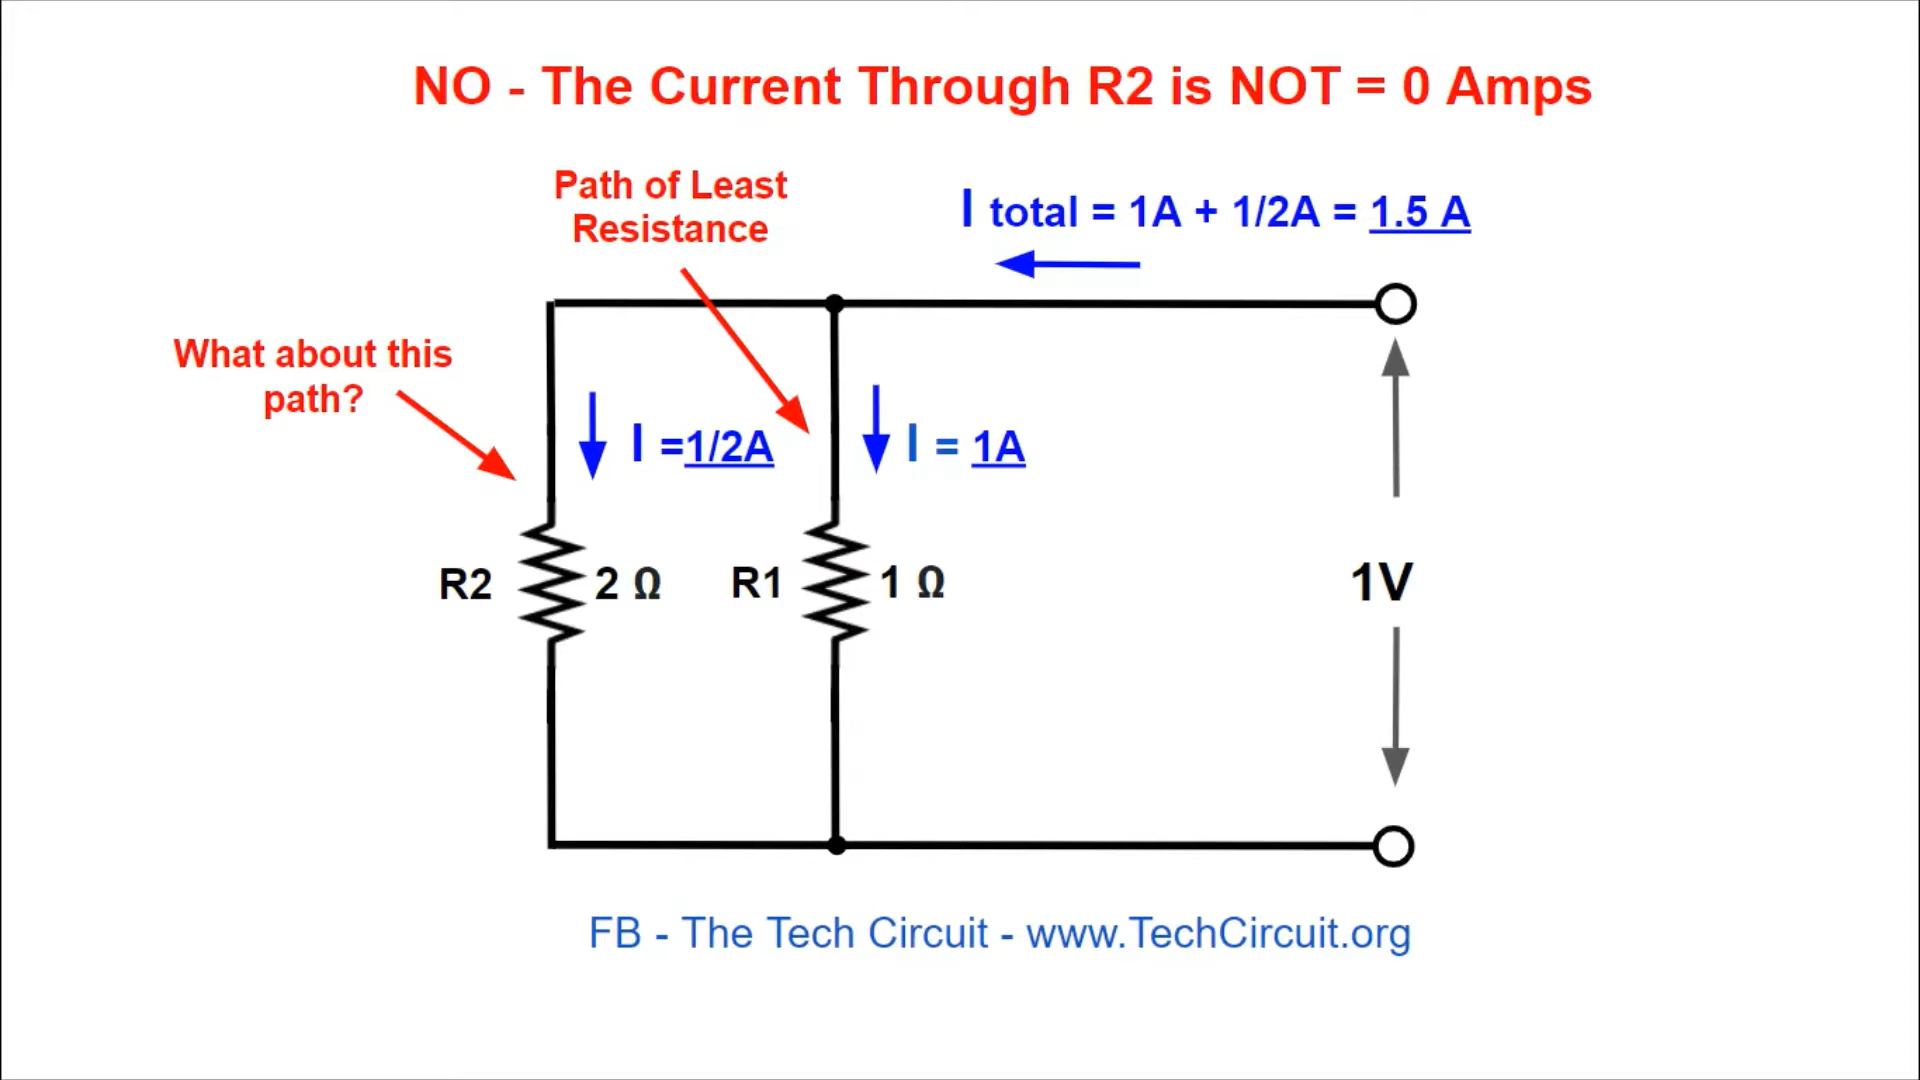 NO - The Current Through R2 is NOT = 0 Amps
Path of Least
Resistance
I total = 1A + 1/2A = 1.5 A
What about this
path?
I =1/2A
I = 1A
R2
2 Ω
R1
1 Ω
1V
FB - The Tech Circuit - www.TechCircuit.org